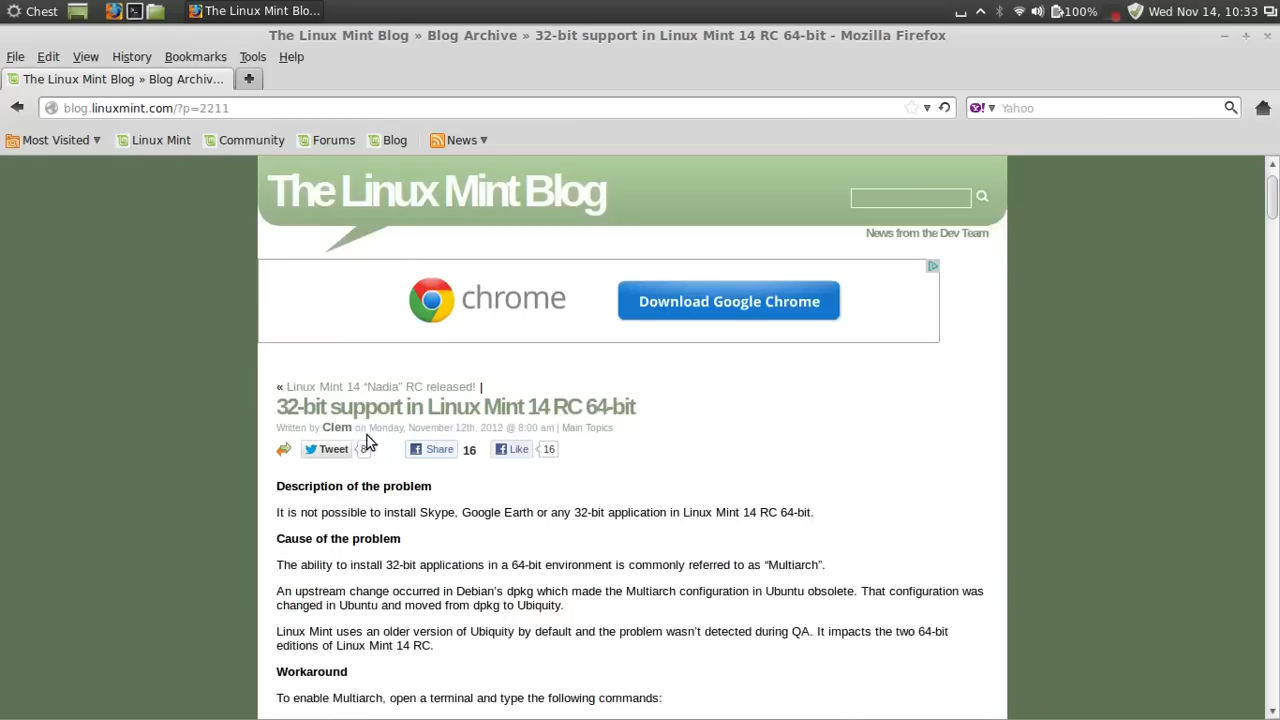 Chest
The Linux Mint Blo...
100%
Wed Nov 14, 10:33
The Linux Mint Blog » Blog Archive » 32-bit support in Linux Mint 14 RC 64-bit - Mozilla Firefox
File Edit View History Bookmarks Tools Help
The Linux Mint Blog » Blog Archiv...
blog.linuxmint.com/?p=2211
Yahoo
Most Visited
Linux Mint
Community
Forums
Blog
News
The Linux Mint Blog
News from the Dev Team
chrome
Download Google Chrome
« Linux Mint 14 “Nadia” RC released! |
32-bit support in Linux Mint 14 RC 64-bit
Written by Clem on Monday, November 12th, 2012 @ 8:00 am | Main Topics
Tweet
Share 16
Like 16
Description of the problem
It is not possible to install Skype, Google Earth or any 32-bit application in Linux Mint 14 RC 64-bit.
Cause of the problem
The ability to install 32-bit applications in a 64-bit environment is commonly referred to as “Multiarch”.
An upstream change occurred in Debian’s dpkg which made the Multiarch configuration in Ubuntu obsolete. That configuration was
changed in Ubuntu and moved from dpkg to Ubiquity.
Linux Mint uses an older version of Ubiquity by default and the problem wasn’t detected during QA. It impacts the two 64-bit
editions of Linux Mint 14 RC.
Workaround
To enable Multiarch, open a terminal and type the following commands: